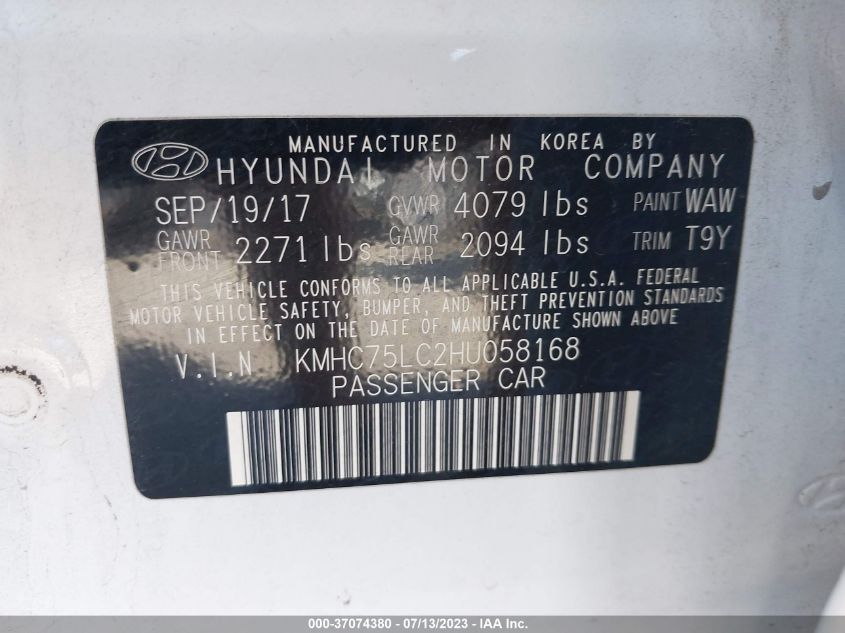 MANUFACTURED IN KOREA BY
HYUNDAI MOTOR COMPANY
SEP/19/17 GVWR 4079 lbs PAINT WAW
GAWR FRONT 2271 lbs GAWR REAR 2094 lbs TRIM T9Y
THIS VEHICLE CONFORMS TO ALL APPLICABLE U.S.A. FEDERAL
MOTOR VEHICLE SAFETY, BUMPER, AND THEFT PREVENTION STANDARDS
IN EFFECT ON THE DATE OF MANUFACTURE SHOWN ABOVE
V.I.N KMHC75LC2HU058168
PASSENGER CAR
000-37074380 - 07/13/2023 - Copyright © IAA, Inc.